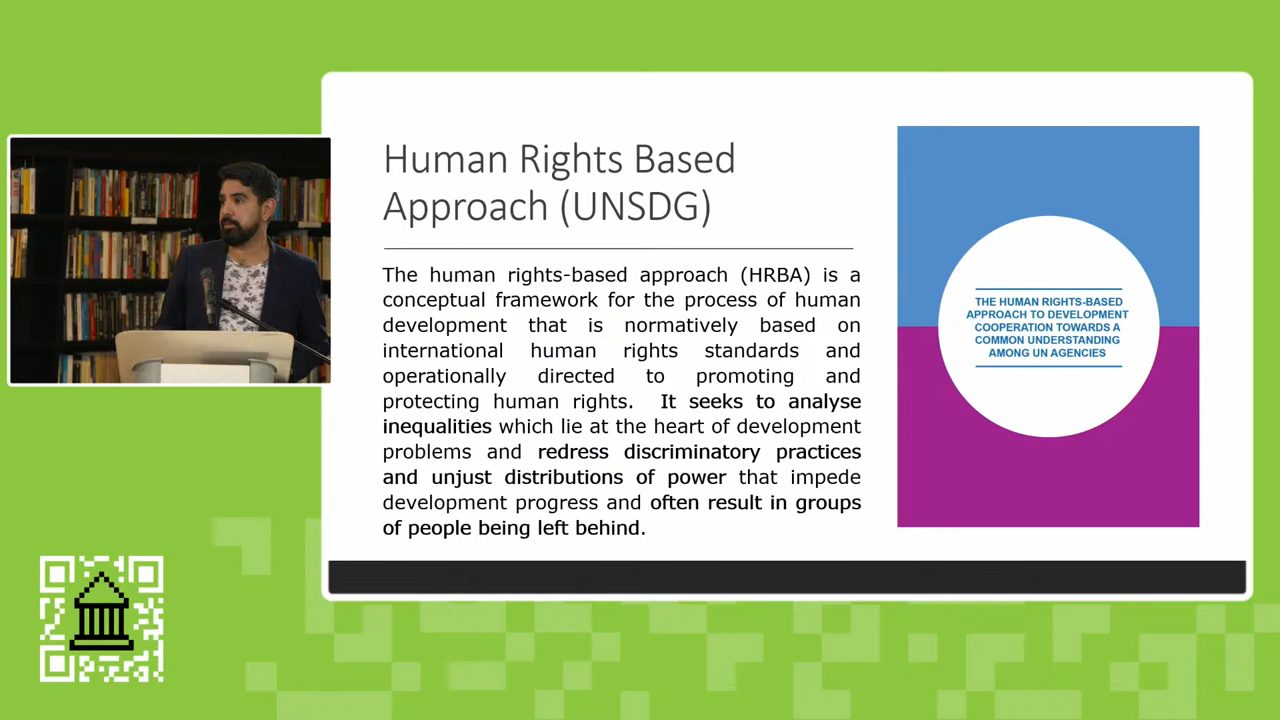 Human Rights Based
Approach (UNSDG)
The human rights-based approach (HRBA) is a
conceptual framework for the process of human
development that is normatively based on
international human rights standards and
operationally directed to promoting and
protecting human rights. It seeks to analyse
inequalities which lie at the heart of development
problems and redress discriminatory practices
and unjust distributions of power that impede
development progress and often result in groups
of people being left behind.
THE HUMAN RIGHTS-BASED
APPROACH TO DEVELOPMENT
COOPERATION TOWARDS A
COMMON UNDERSTANDING
AMONG UN AGENCIES